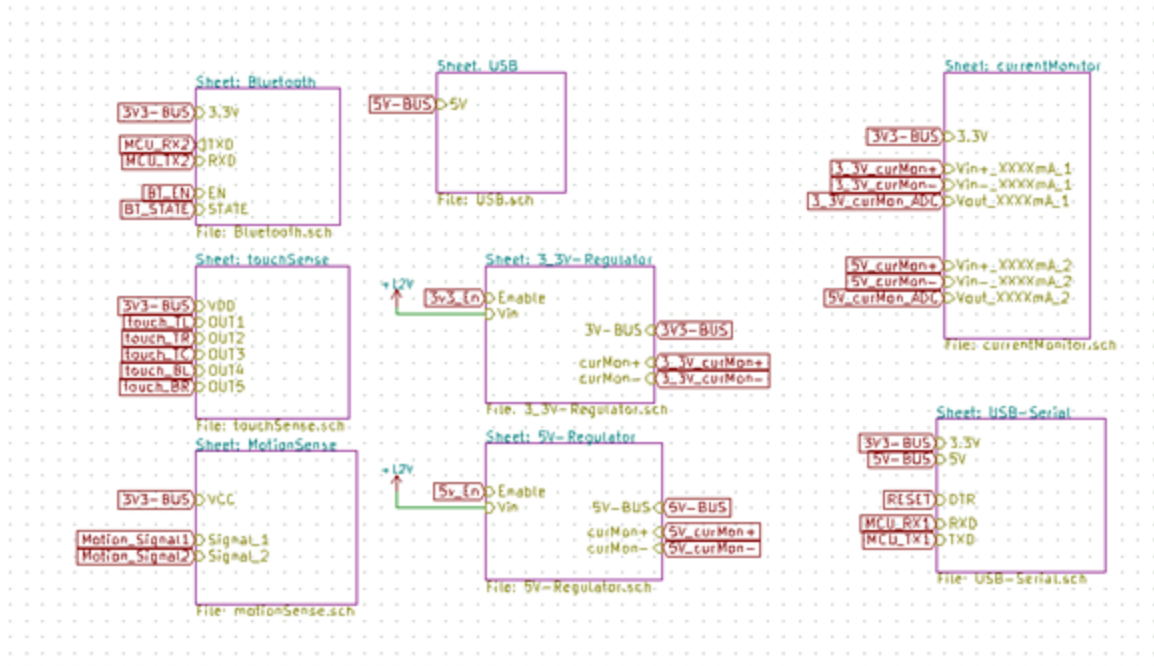 Sheet: Bluetooth
3V3-BUS 3.3V
MCU_RX2 TXD
MCU_TX2 RXD
BT_EN EN
BT_STATE STATE
File: Bluetooth.sch
Sheet: USB
5V-BUS 5V
File: USB.sch
Sheet: currentMonitor
3V3-BUS 3.3V
3_3V_curMon+ Vin+_XXXXmA_1
3_3V_curMon- Vin-_XXXXmA_1
3_3V_curMon_ADC Vout_XXXXmA_1
5V_curMon+ Vin+_XXXXmA_2
5V_curMon- Vin-_XXXXmA_2
5V_curMon_ADC Vout_XXXXmA_2
File: currentMonitor.sch
Sheet: touchSense
3V3-BUS VDD
touch_TL OUT1
touch_TR OUT2
touch_TC OUT3
touch_BL OUT4
touch_BR OUT5
File: touchSense.sch
Sheet: 3_3V-Regulator
+12V
3v3_En Enable
Vin
3V-BUS 3V3-BUS
curMon+ 3_3V_curMon+
curMon- 3_3V_curMon-
File: 3_3V-Regulator.sch
Sheet: MotionSense
3V3-BUS VCC
Motion_Signal1 Signal_1
Motion_Signal2 Signal_2
File: motionSense.sch
Sheet: 5V-Regulator
+12V
5v_En Enable
Vin
5V-BUS 5V-BUS
curMon+ 5V_curMon+
curMon- 5V_curMon-
File: 5V-Regulator.sch
Sheet: USB-Serial
3V3-BUS 3.3V
5V-BUS 5V
RESET DTR
MCU_RX1 RXD
MCU_TX1 TXD
File: USB-Serial.sch